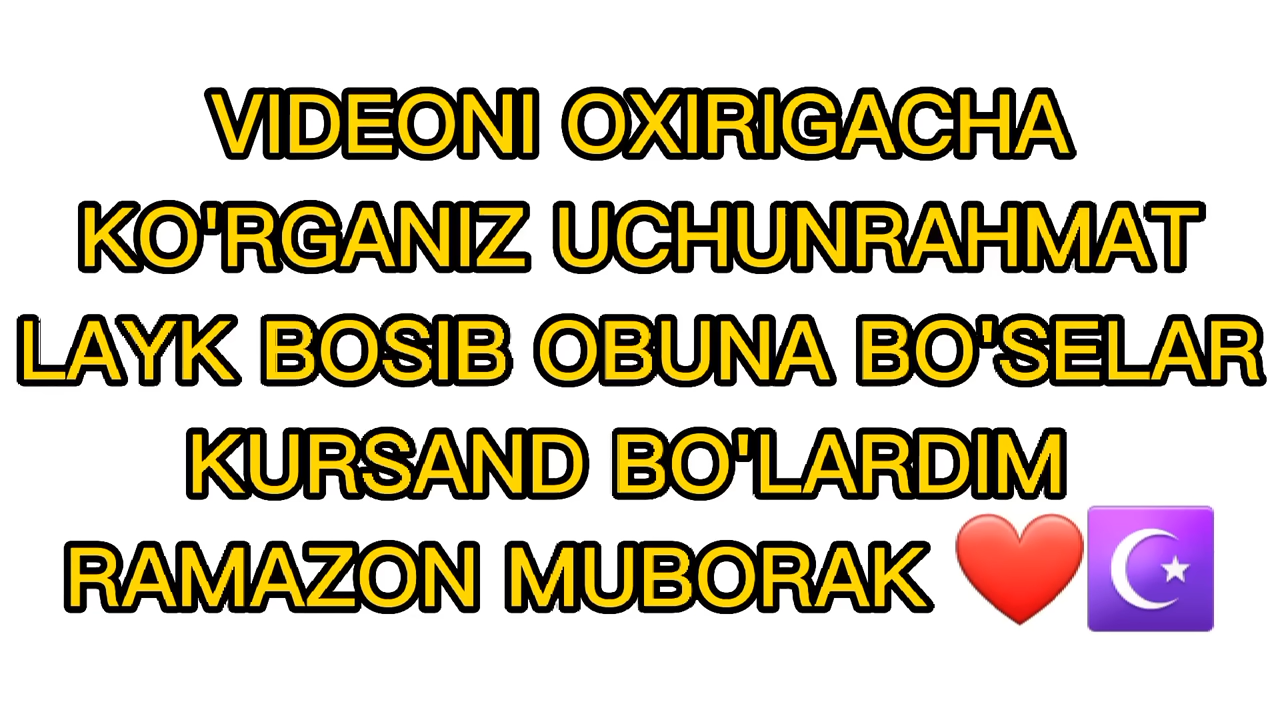 VIDEONI OXIRIGACHA
KO'RGANIZ UCHUNRAHMAT
LAYK BOSIB OBUNA BO'SELAR
KURSAND BO'LARDIM
RAMAZON MUBORAK ❤️☪️